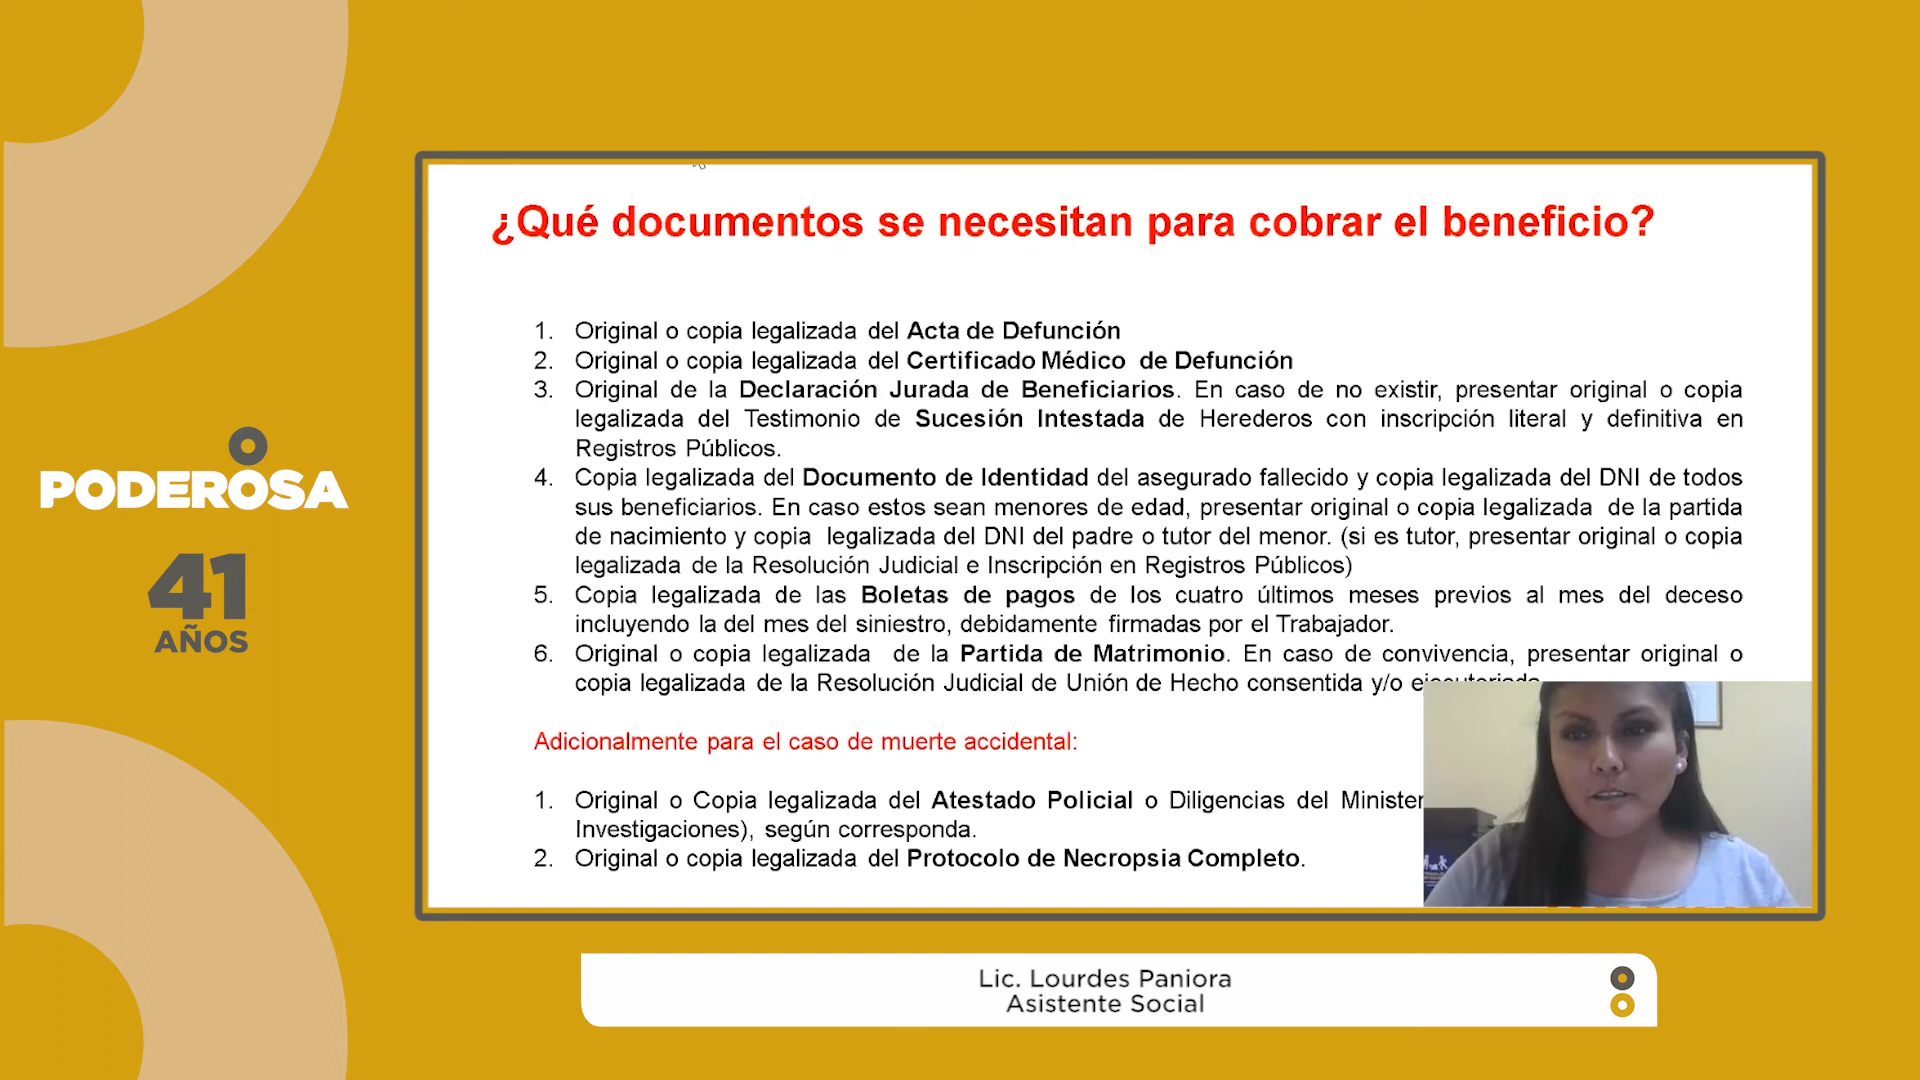 PODEROSA
41
AÑOS
¿Qué documentos se necesitan para cobrar el beneficio?
1. Original o copia legalizada del Acta de Defunción
2. Original o copia legalizada del Certificado Médico de Defunción
3. Original de la Declaración Jurada de Beneficiarios. En caso de no existir, presentar original o copia
legalizada del Testimonio de Sucesión Intestada de Herederos con inscripción literal y definitiva en
Registros Públicos.
4. Copia legalizada del Documento de Identidad del asegurado fallecido y copia legalizada del DNI de todos
sus beneficiarios. En caso estos sean menores de edad, presentar original o copia legalizada de la partida
de nacimiento y copia legalizada del DNI del padre o tutor del menor. (si es tutor, presentar original o copia
legalizada de la Resolución Judicial e Inscripción en Registros Públicos)
5. Copia legalizada de las Boletas de pagos de los cuatro últimos meses previos al mes del deceso
incluyendo la del mes del siniestro, debidamente firmadas por el Trabajador.
6. Original o copia legalizada de la Partida de Matrimonio. En caso de convivencia, presentar original o
copia legalizada de la Resolución Judicial de Unión de Hecho consentida y/o
Adicionalmente para el caso de muerte accidental:
1. Original o Copia legalizada del Atestado Policial o Diligencias del
Investigaciones), según corresponda.
2. Original o copia legalizada del Protocolo de Necropsia Completo.
Lic. Lourdes Paniora
Asistente Social